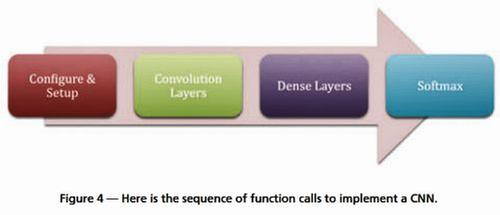 Configure &
Setup
Convolution
Layers
Dense Layers
Softmax
Figure 4 — Here is the sequence of function calls to implement a CNN.